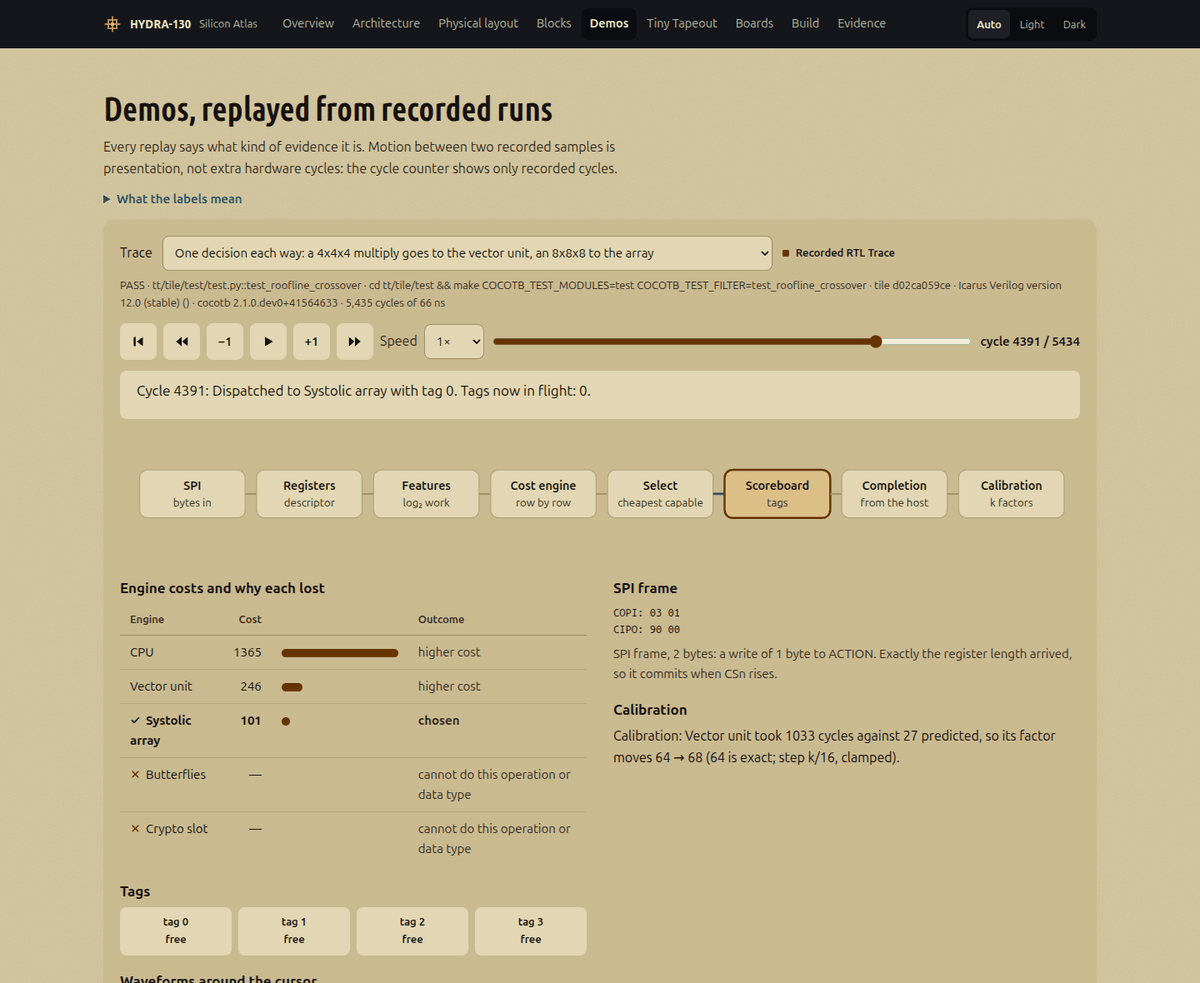 HYDRA-130 Silicon Atlas Overview Architecture Physical layout Blocks Demos Tiny Tapeout Boards Build Evidence Auto Light Dark
Demos, replayed from recorded runs
Every replay says what kind of evidence it is. Motion between two recorded samples is
presentation, not extra hardware cycles: the cycle counter shows only recorded cycles.
▶ What the labels mean
Trace One decision each way: a 4x4x4 multiply goes to the vector unit, an 8x8x8 to the array Recorded RTL Trace
PASS · tt/tile/test/test.py::test_roofline_crossover · cd tt/tile/test && make COCOTB_TEST_MODULES=test COCOTB_TEST_FILTER=test_roofline_crossover · tile d02ca059ce · Icarus Verilog version
12.0 (stable) () · cocotb 2.1.0.dev0+41564633 · 5,435 cycles of 66 ns
−1 +1 Speed 1× cycle 4391 / 5434
Cycle 4391: Dispatched to Systolic array with tag 0. Tags now in flight: 0.
SPI Registers Features Cost engine Select Scoreboard Completion Calibration
bytes in descriptor log₂ work row by row cheapest capable tags from the host k factors
Engine costs and why each lost
Engine Cost Outcome
CPU 1365 higher cost
Vector unit 246 higher cost
✓ Systolic 101 chosen
array
✕ Butterflies — cannot do this operation or
data type
✕ Crypto slot — cannot do this operation or
data type
Tags
tag 0 tag 1 tag 2 tag 3
free free free free
Waveforms around the cursor
SPI frame
COPI: 03 01
CIPO: 90 00
SPI frame, 2 bytes: a write of 1 byte to ACTION. Exactly the register length arrived,
so it commits when CSn rises.
Calibration
Calibration: Vector unit took 1033 cycles against 27 predicted, so its factor
moves 64 → 68 (64 is exact; step k/16, clamped).